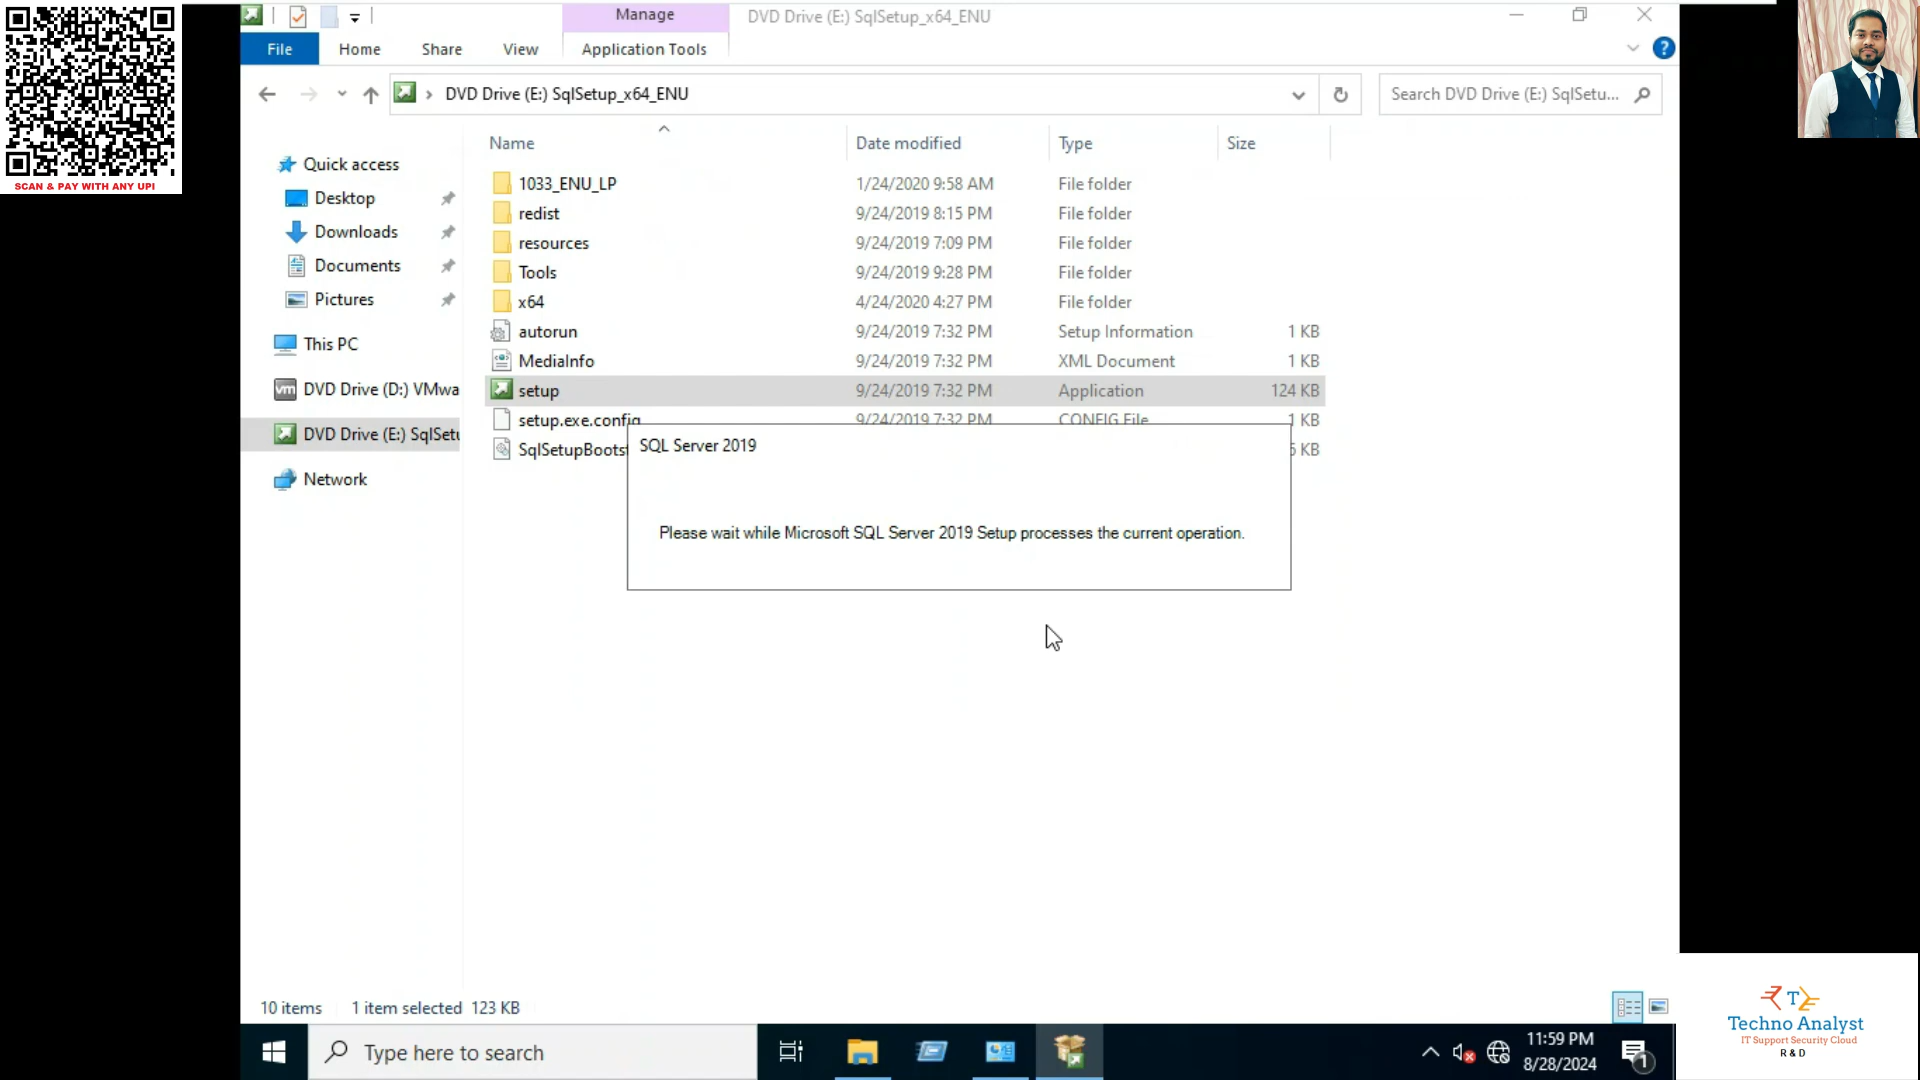 SCAN & PAY WITH ANY UPI
Manage
DVD Drive (E:) SqlSetup_x64_ENU
File
Home
Share
View
Application Tools
DVD Drive (E:) SqlSetup_x64_ENU
Search DVD Drive (E:) SqlSetu...
Name
Date modified
Type
Size
Quick access
Desktop
Downloads
Documents
Pictures
This PC
DVD Drive (D:) VMwa
DVD Drive (E:) SqlSetu
Network
1033_ENU_LP 1/24/2020 9:58 AM File folder
redist 9/24/2019 8:15 PM File folder
resources 9/24/2019 7:09 PM File folder
Tools 9/24/2019 9:28 PM File folder
x64 4/24/2020 4:27 PM File folder
autorun 9/24/2019 7:32 PM Setup Information 1 KB
MediaInfo 9/24/2019 7:32 PM XML Document 1 KB
setup 9/24/2019 7:32 PM Application 124 KB
setup.exe.config 9/24/2019 7:32 PM CONFIG File 1 KB
SqlSetupBootst
KB
SQL Server 2019
Please wait while Microsoft SQL Server 2019 Setup processes the current operation.
10 items 1 item selected 123 KB
Type here to search
vm
11:59 PM
8/28/2024
1
Techno Analyst
IT Support Security Cloud
R & D